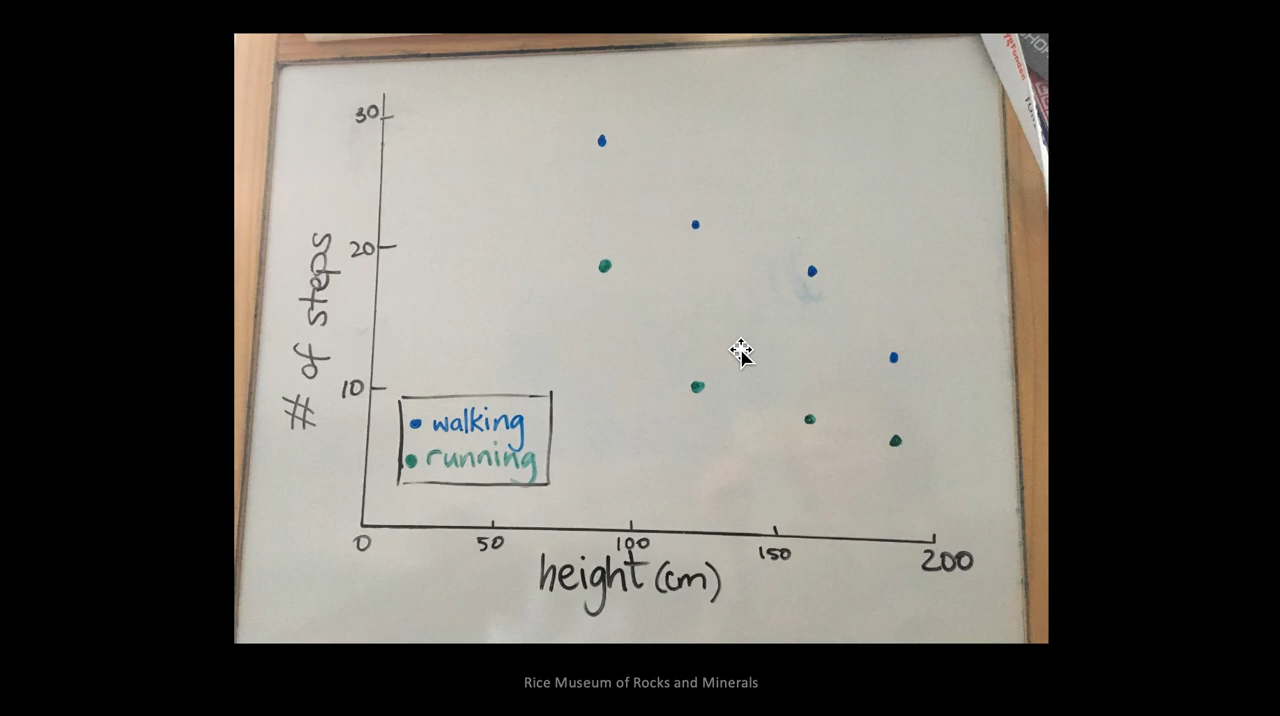 30
20
10
# of steps
walking
running
0
50
100
150
200
height (cm)
Rice Museum of Rocks and Minerals